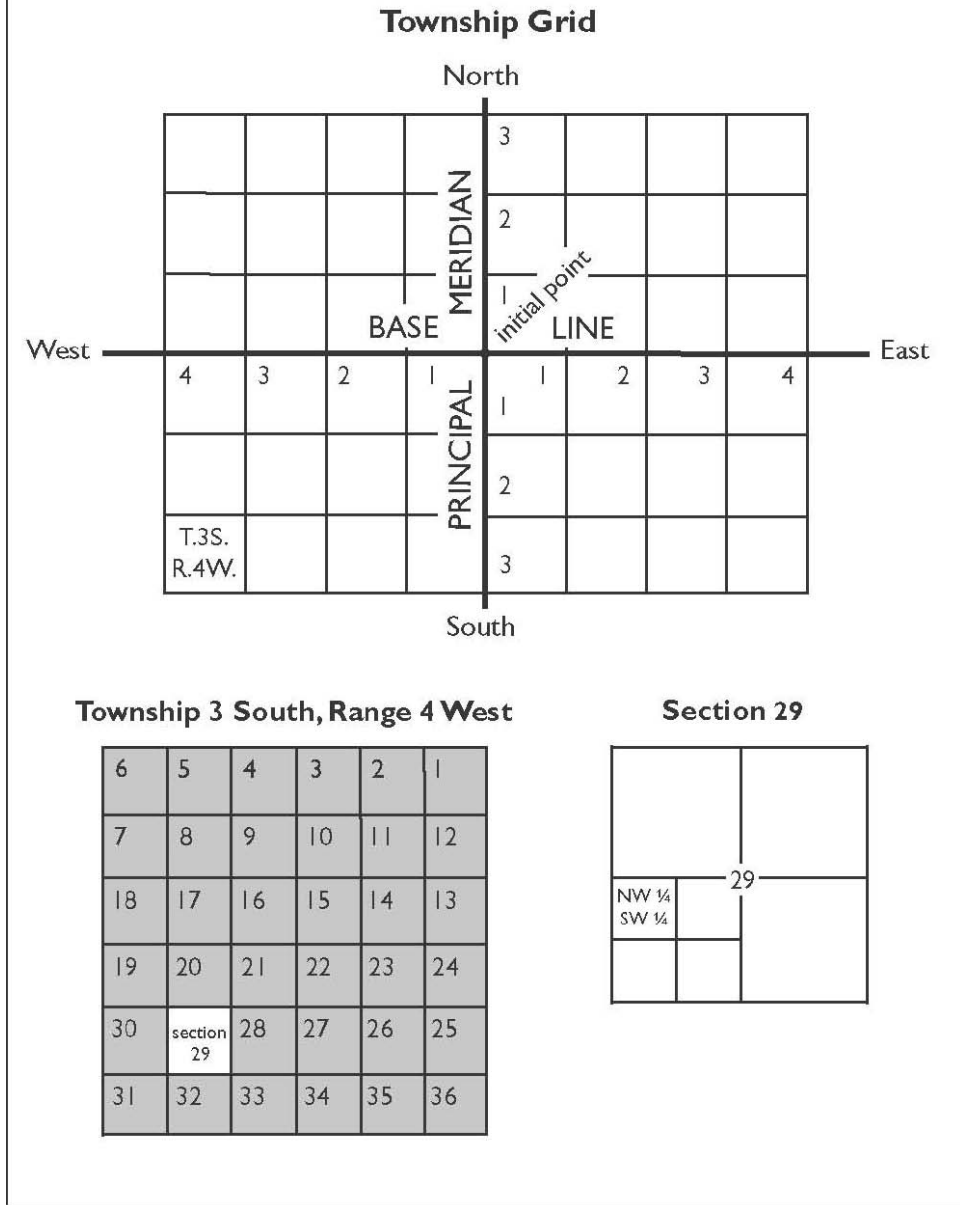 Township Grid
North
3
2
1
PRINCIPAL MERIDIAN
initial point
BASE LINE
West
East
4 3 2 1 1 2 3 4
1
2
3
T.3S.
R.4W.
South
Township 3 South, Range 4 West
6 5 4 3 2 1
7 8 9 10 11 12
18 17 16 15 14 13
19 20 21 22 23 24
30 section 29 28 27 26 25
31 32 33 34 35 36
Section 29
29
NW ¼
SW ¼